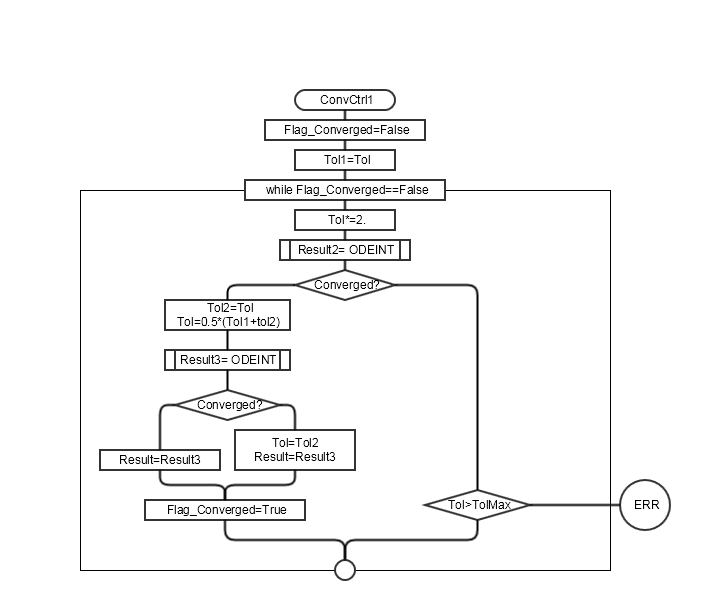 ConvCtrl1
Flag_Converged=False
Tol1=Tol
while Flag_Converged==False
Tol*=2.
Result2= ODEINT
Converged?
Tol2=Tol
Tol=0.5*(Tol1+tol2)
Result3= ODEINT
Converged?
Result=Result3
Tol=Tol2
Result=Result3
Flag_Converged=True
Tol>TolMax
ERR